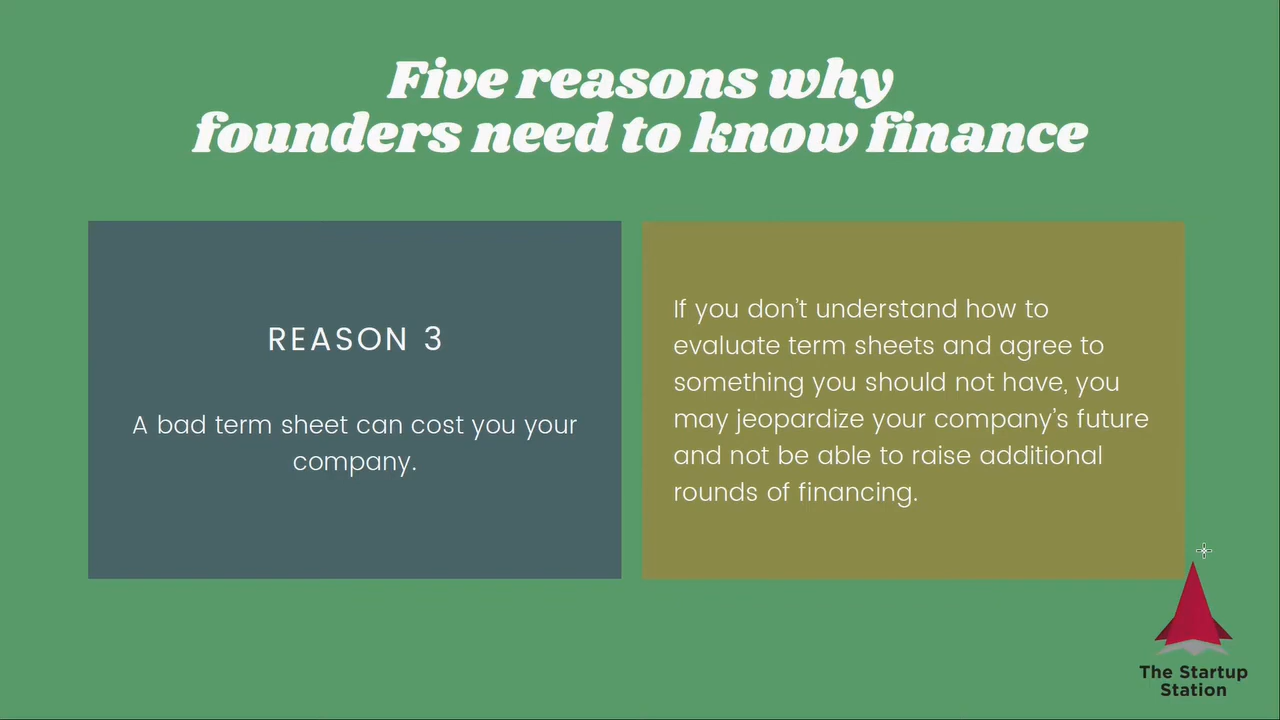 Five reasons why
founders need to know finance
REASON 3
A bad term sheet can cost you your
company.
If you don't understand how to
evaluate term sheets and agree to
something you should not have, you
may jeopardize your company's future
and not be able to raise additional
rounds of financing.
The Startup
Station